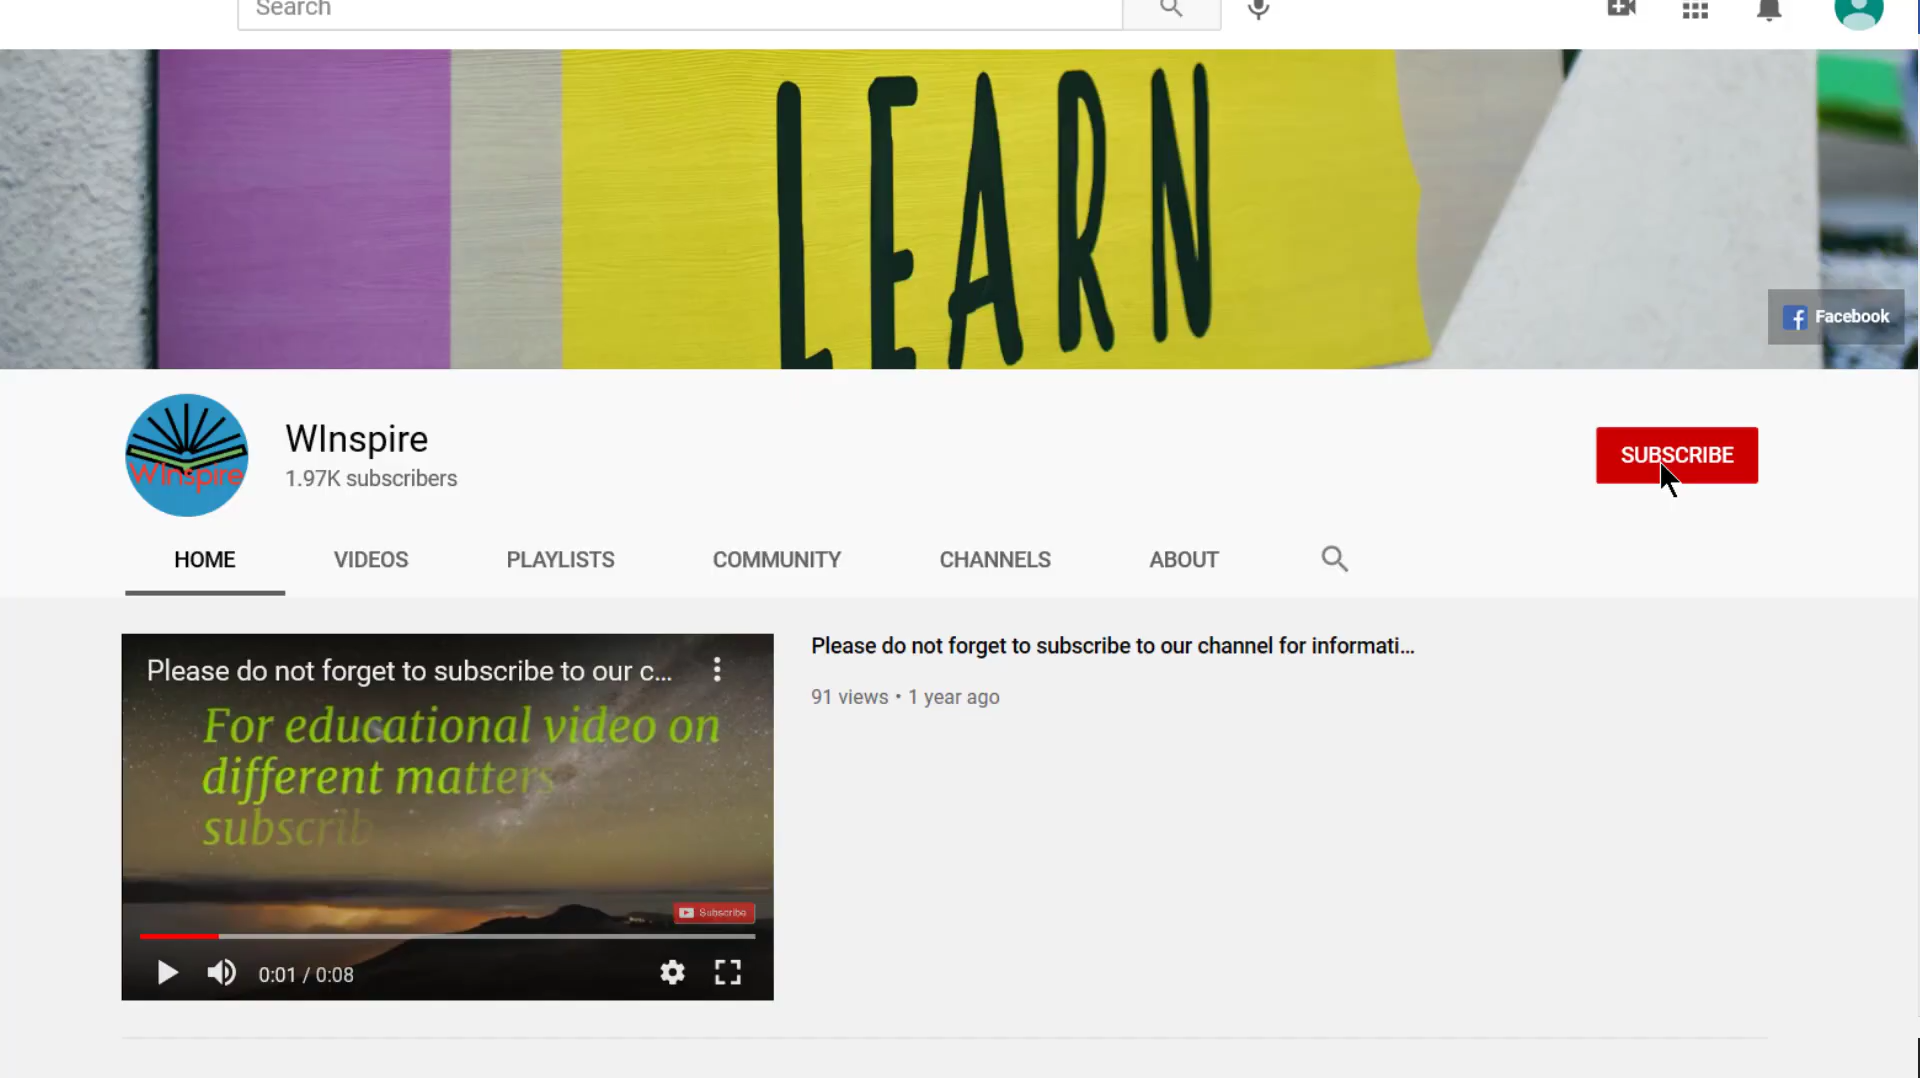 Search
LEARN
Facebook
WInspire
WInspire
1.97K subscribers
SUBSCRIBE
HOME
VIDEOS
PLAYLISTS
COMMUNITY
CHANNELS
ABOUT
Please do not forget to subscribe to our c...
For educational video on
different matters
subscrib
Subscribe
0:01 / 0:08
Please do not forget to subscribe to our channel for informati...
91 views • 1 year ago